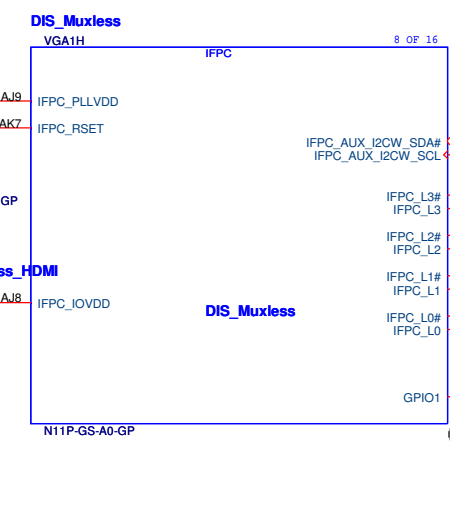 DIS_Muxless
VGA1H
8 OF 16
IFPC
AJ9
IFPC_PLLVDD
AK7
IFPC_RSET
IFPC_AUX_I2CW_SDA#
IFPC_AUX_I2CW_SCL
GP
IFPC_L3#
IFPC_L3
IFPC_L2#
IFPC_L2
ss_HDMI
IFPC_L1#
IFPC_L1
AJ8
IFPC_IOVDD
DIS_Muxless
IFPC_L0#
IFPC_L0
GPIO1
N11P-GS-A0-GP